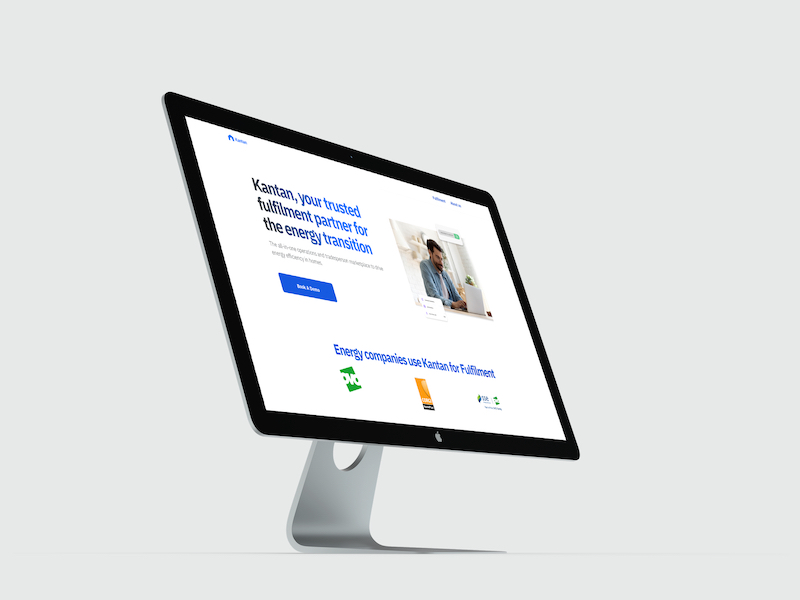 Kantan
Fulfilment About us
Kantan, your trusted
fulfilment partner for
the energy transition
The all-in-one operations and tradesperson marketplace to drive
energy efficiency in homes.
Book A Demo
Energy companies use Kantan for Fulfilment
sse